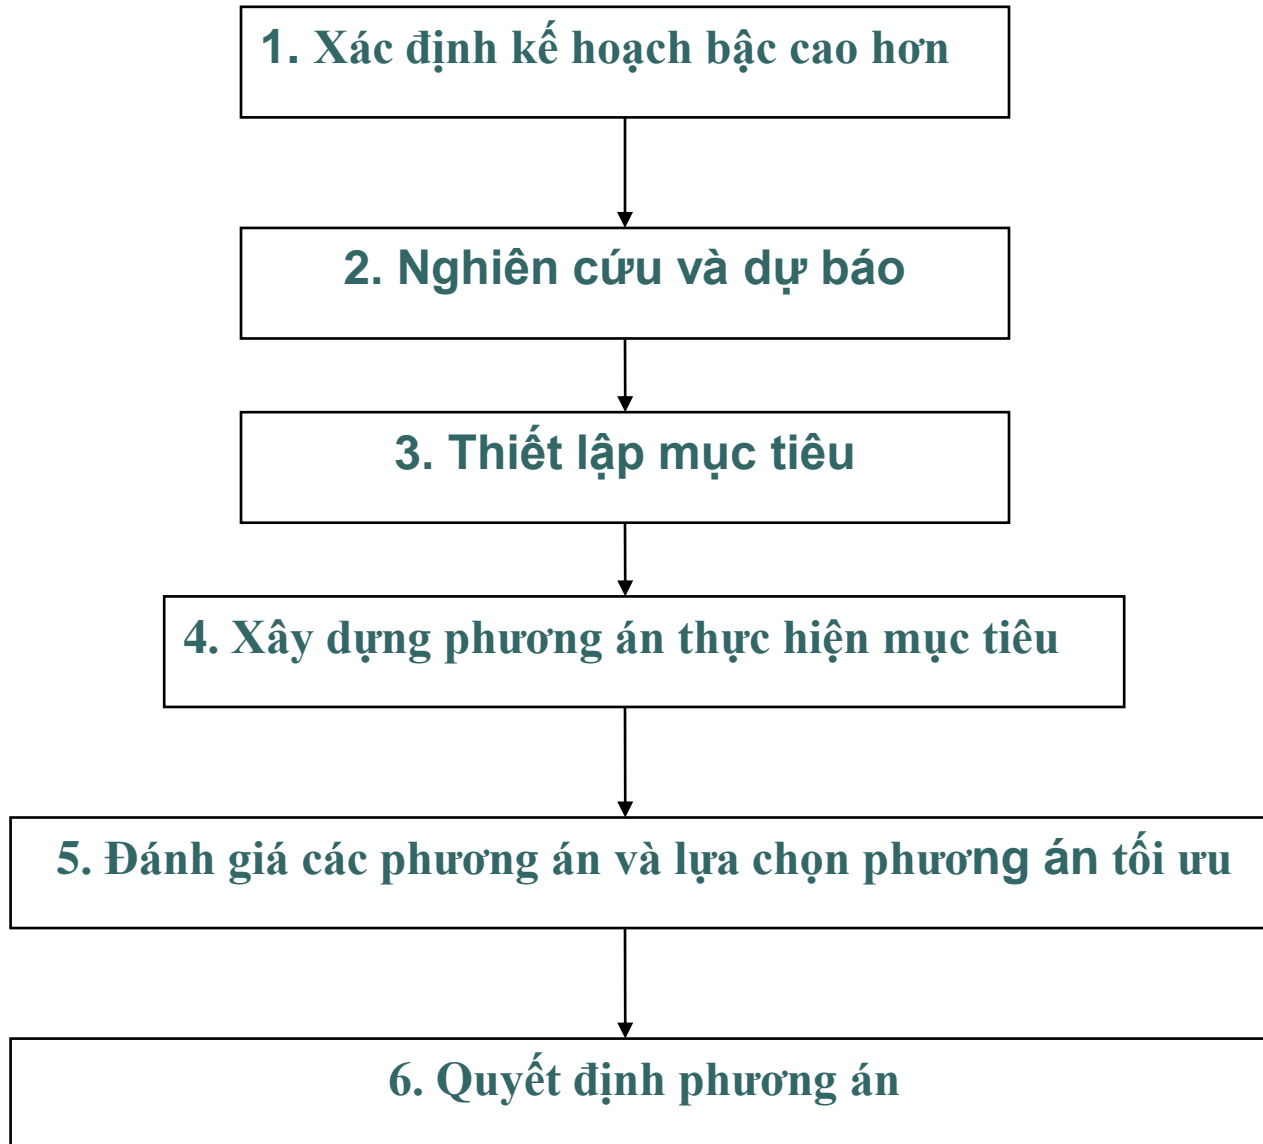 1. Xác định kế hoạch bậc cao hơn
2. Nghiên cứu và dự báo
3. Thiết lập mục tiêu
4. Xây dựng phương án thực hiện mục tiêu
5. Đánh giá các phương án và lựa chọn phương án tối ưu
6. Quyết định phương án